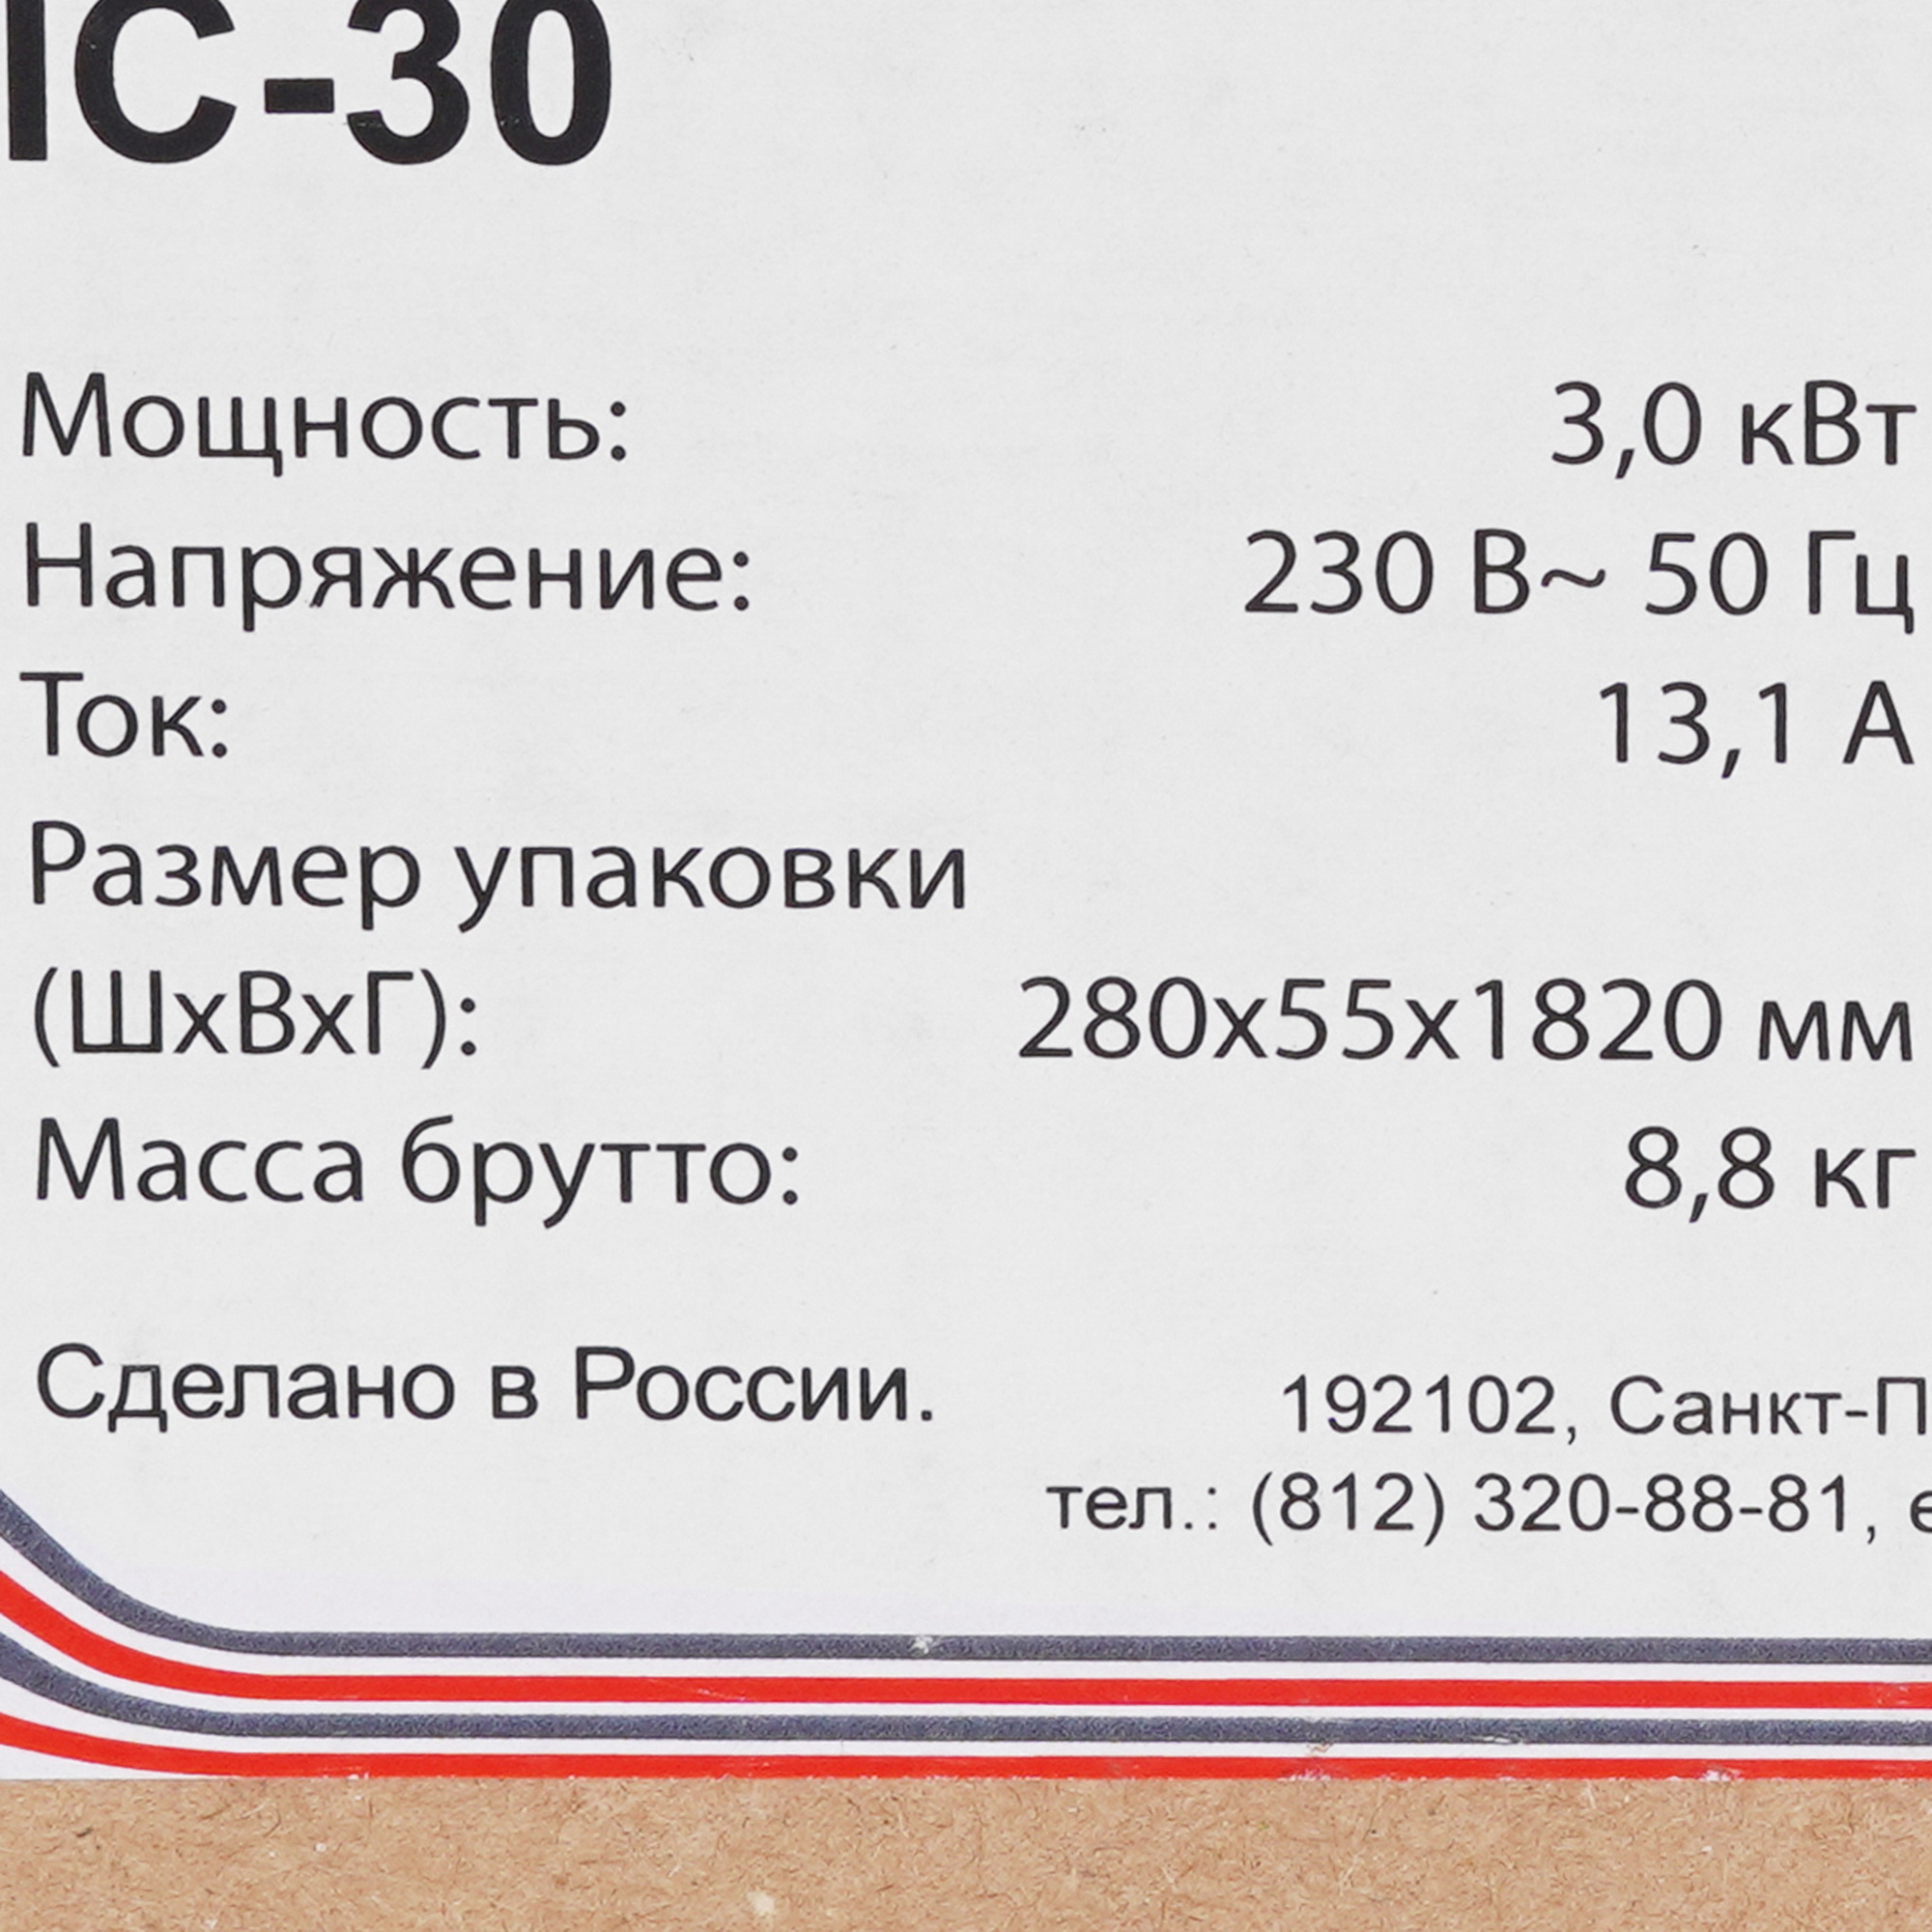 С-30
Мощность: 3,0 кВт
Напряжение: 230 В~ 50 Гц
Ток: 13,1 А
Размер упаковки
(ШхВхГ): 280х55х1820 мм
Масса брутто: 8,8 кг
Сделано в России.
192102, Санкт-П
тел.: (812) 320-88-81, е